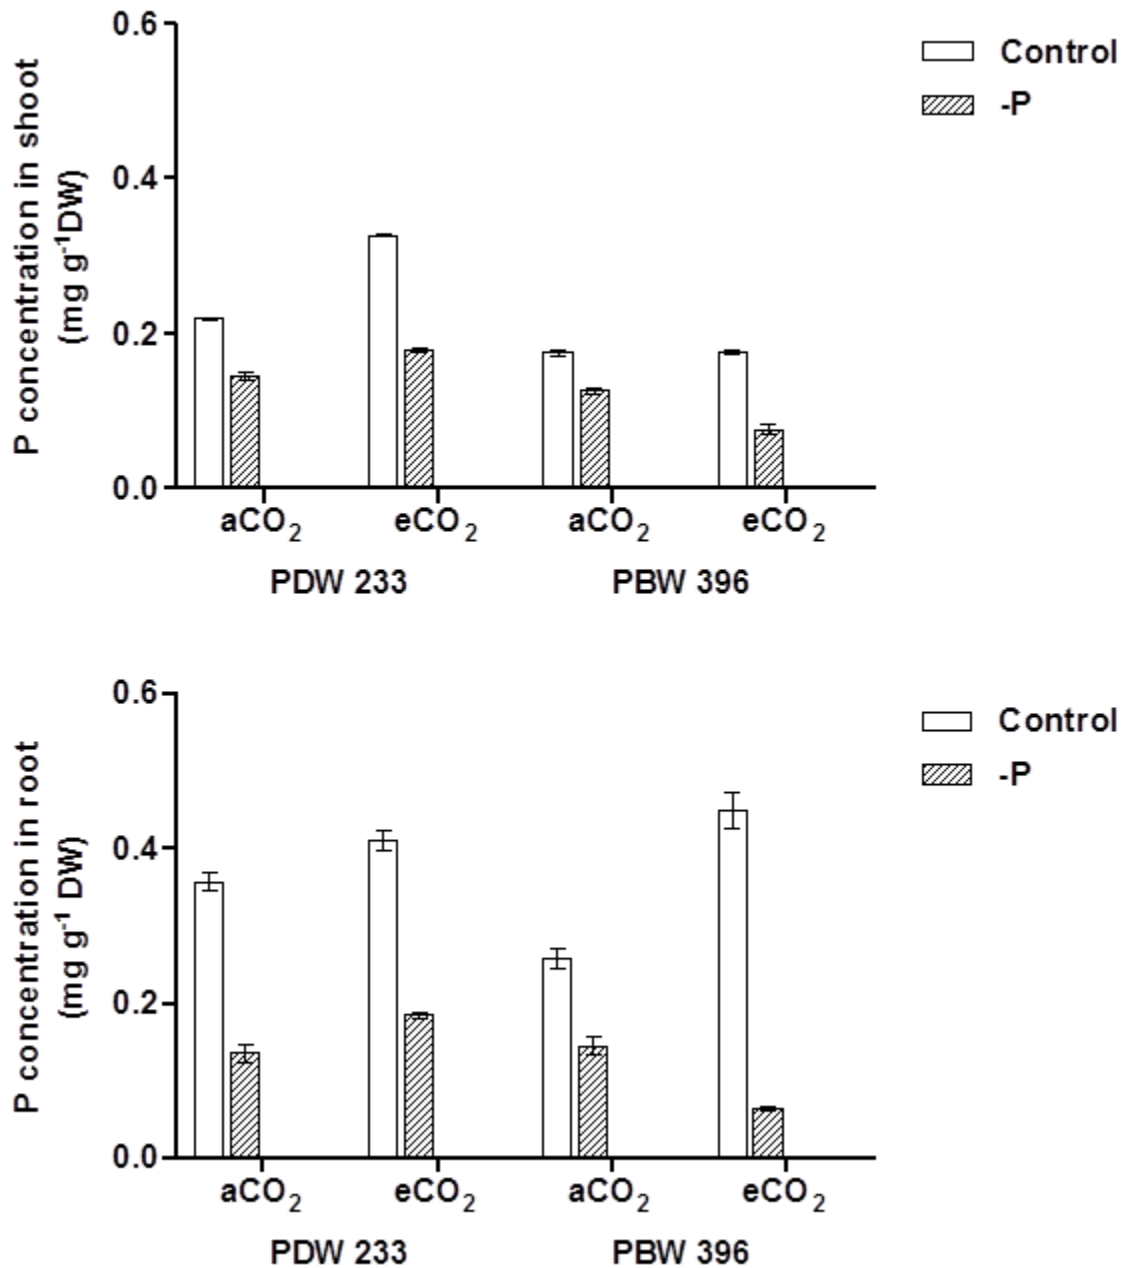 P concentration in shoot
(mg g⁻¹DW)
0.6
0.4
0.2
0.0
Control
-P
aCO₂ eCO₂ aCO₂ eCO₂
PDW 233 PBW 396
P concentration in root
(mg g⁻¹ DW)
0.6
0.4
0.2
0.0
Control
-P
aCO₂ eCO₂ aCO₂ eCO₂
PDW 233 PBW 396